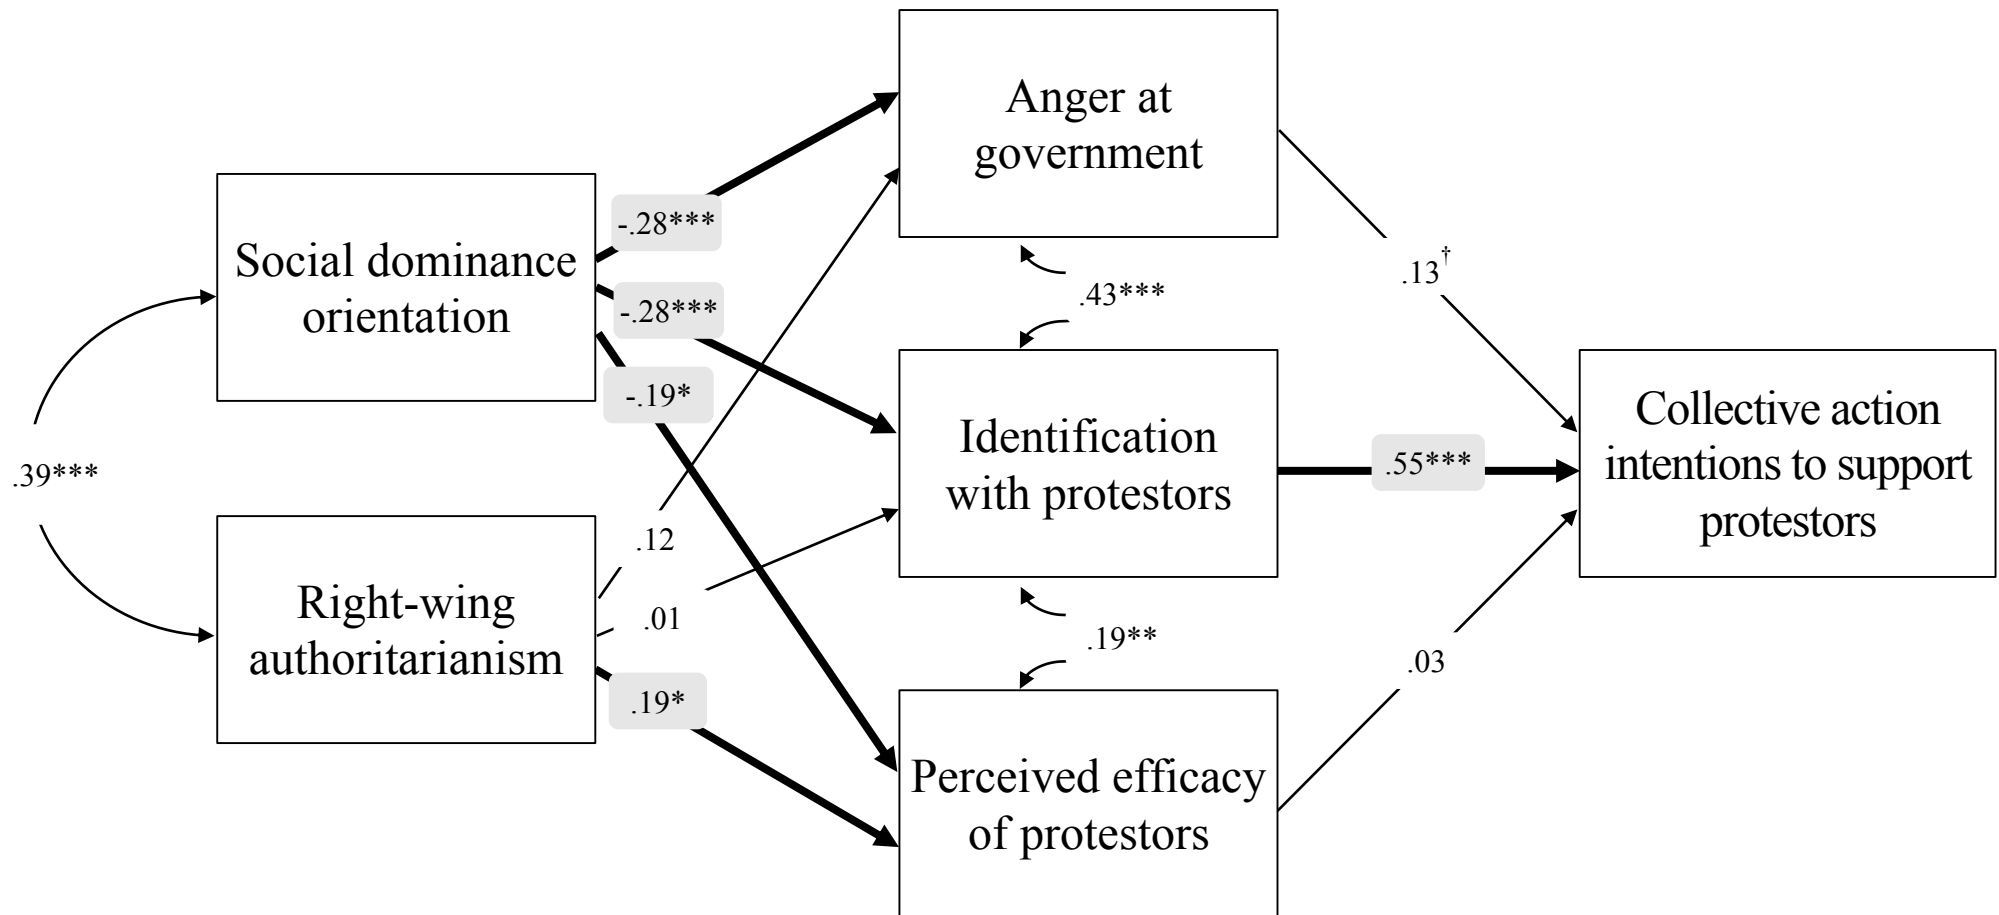 Anger at
government
-.28***
Social dominance
orientation
.13†
.43***
-.28***
-.19*
Identification
with protestors
Collective action
intentions to support
protestors
.55***
.39***
.12
.01
Right-wing
authoritarianism
.19**
.03
.19*
Perceived efficacy
of protestors